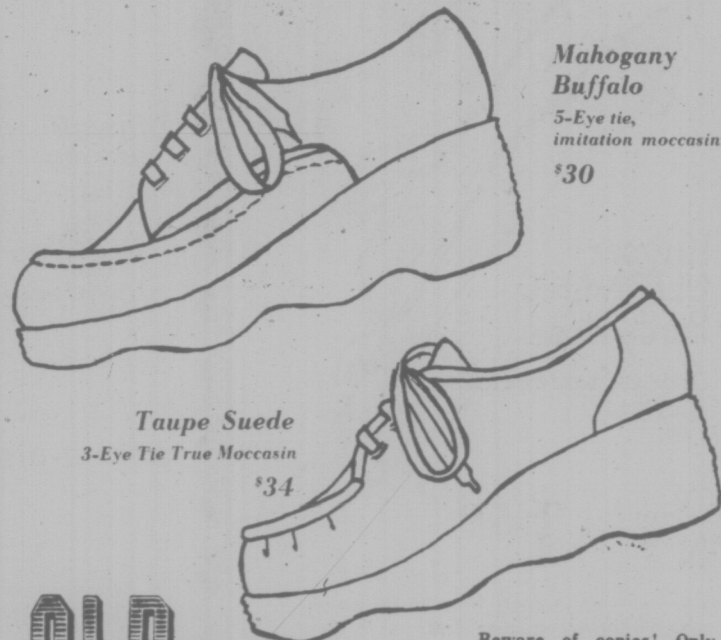 Mahogany
Buffalo
5-Eye tie,
imitation moccasin
$30
Taupe Suede
3-Eye Tie True Moccasin
$34
OLD
Beware of copies! Only